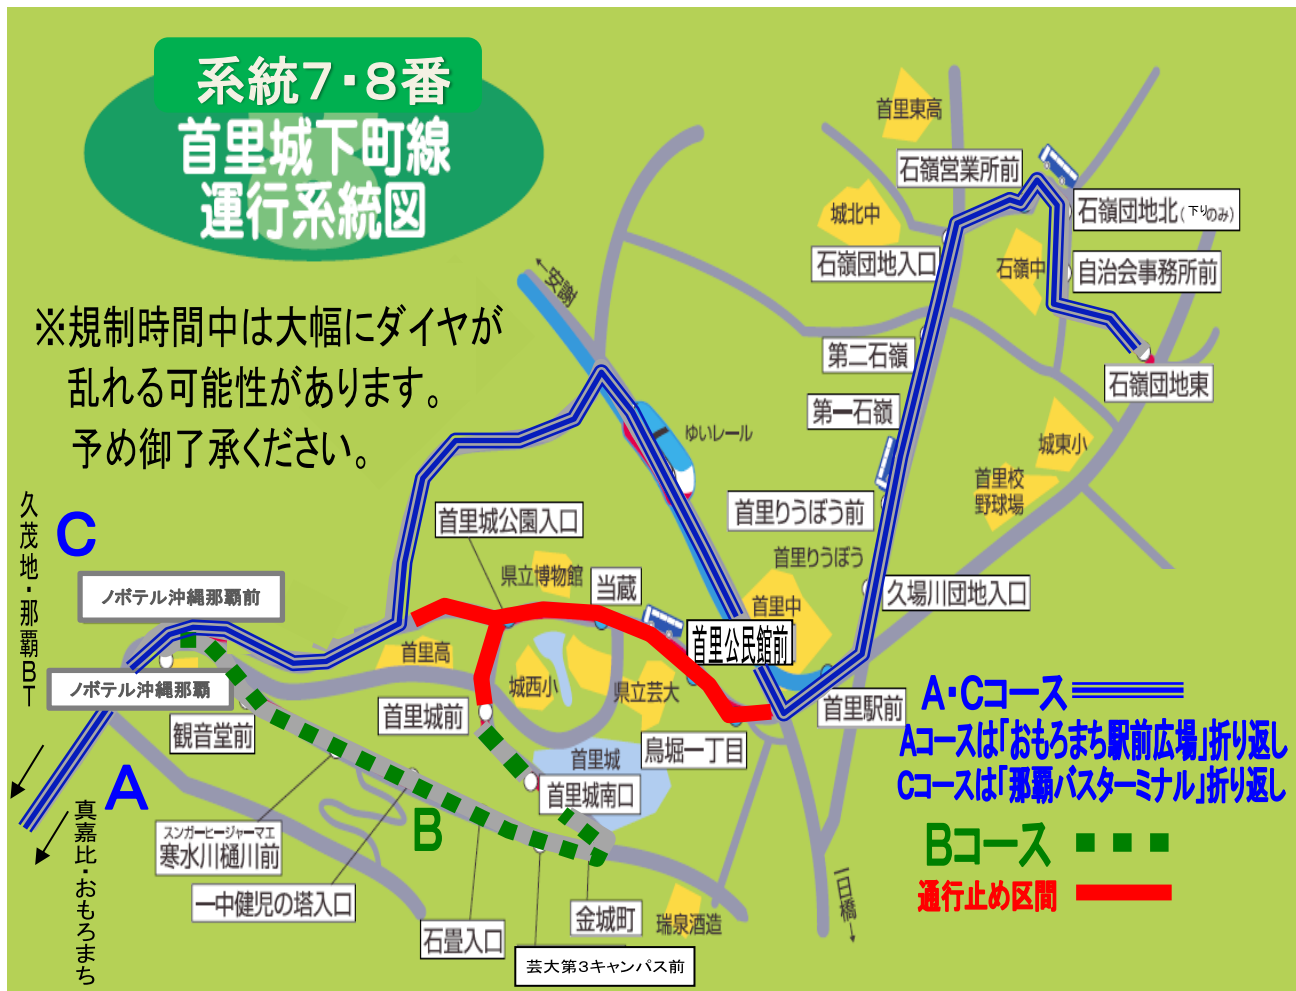 系統７・８番
首里城下町線
運行系統図
※規制時間中は大幅にダイヤが
乱れる可能性があります。
予め御了承ください。
首里東高
石嶺営業所前
城北中
石嶺団地北(下りのみ)
石嶺団地入口
石嶺中
自治会事務所前
←安謝
第二石嶺
石嶺団地東
第一石嶺
ゆいレール
城東小
首里校
野球場
久茂地・那覇BT
C
首里城公園入口
首里りうぼう前
首里りうぼう
県立博物館
当蔵
ノボテル沖縄那覇前
久場川団地入口
首里中
首里公民館前
首里高
ノボテル沖縄那覇
城西小
県立芸大
首里城前
首里駅前
観音堂前
鳥堀一丁目
首里城
A
首里城南口
A・Cコース
Aコースは「おもろまち駅前広場」折り返し
Cコースは「那覇バスターミナル」折り返し
真嘉比・おもろまち
B
Bコース
スンガーヒージャーマエ
寒水川樋川前
一中健児の塔入口
通行止め区間
一日橋→
金城町
瑞泉酒造
石畳入口
芸大第３キャンパス前